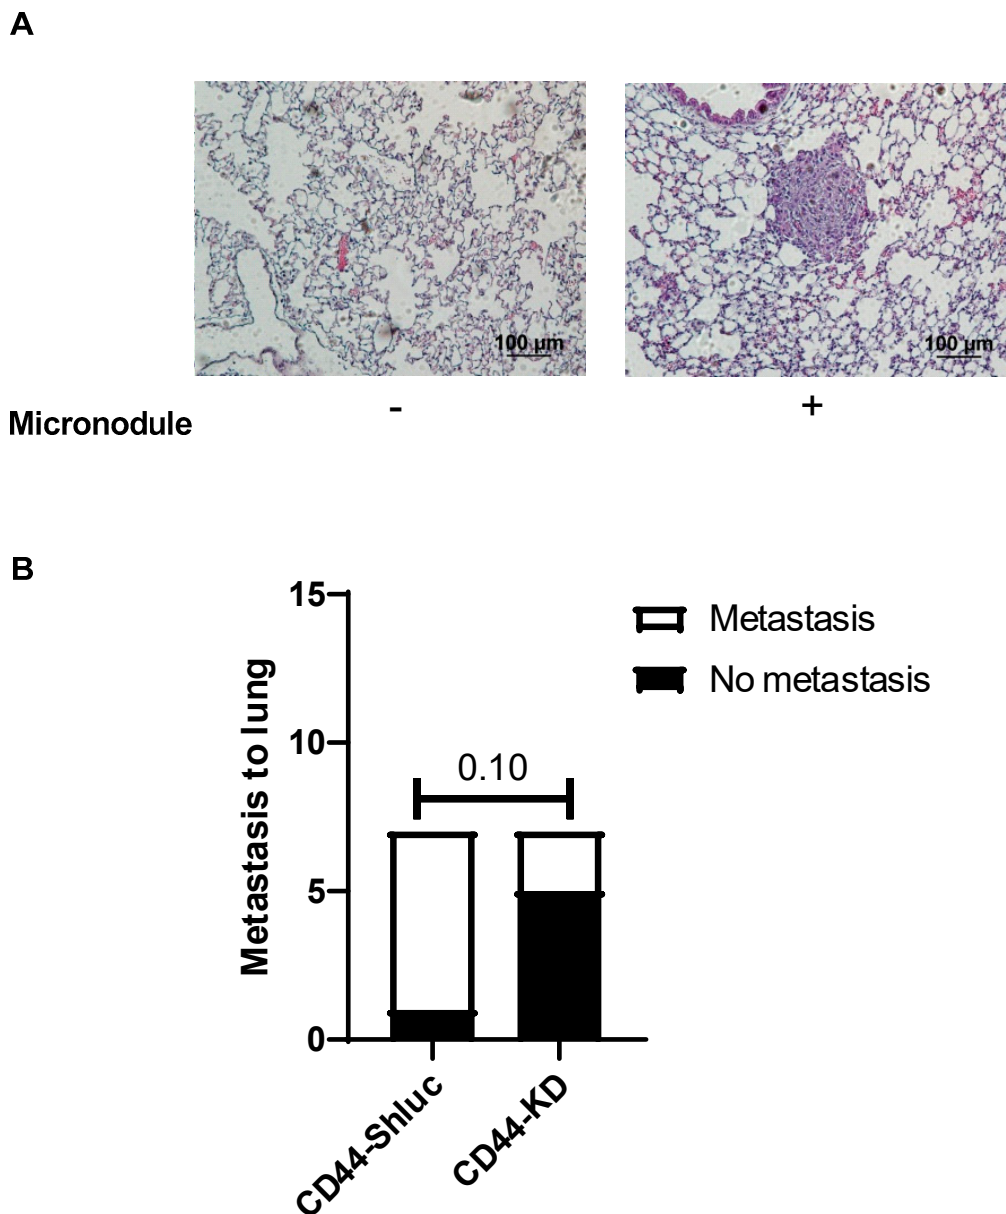 A
100 µm
100 µm
Micronodule
-
+
B
Metastasis to lung
15
10
5
0
0.10
Metastasis
No metastasis
CD44-Shluc
CD44-KD